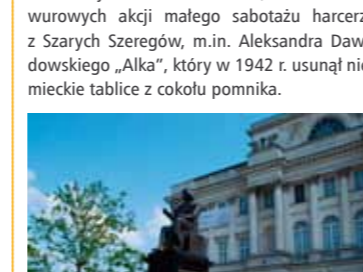 wurowych akcji małego sabotażu harcerz
z Szarych Szeregów, m.in. Aleksandra Daw
dowskiego „Alka”, który w 1942 r. usunął nie
mieckie tablice z cokołu pomnika.